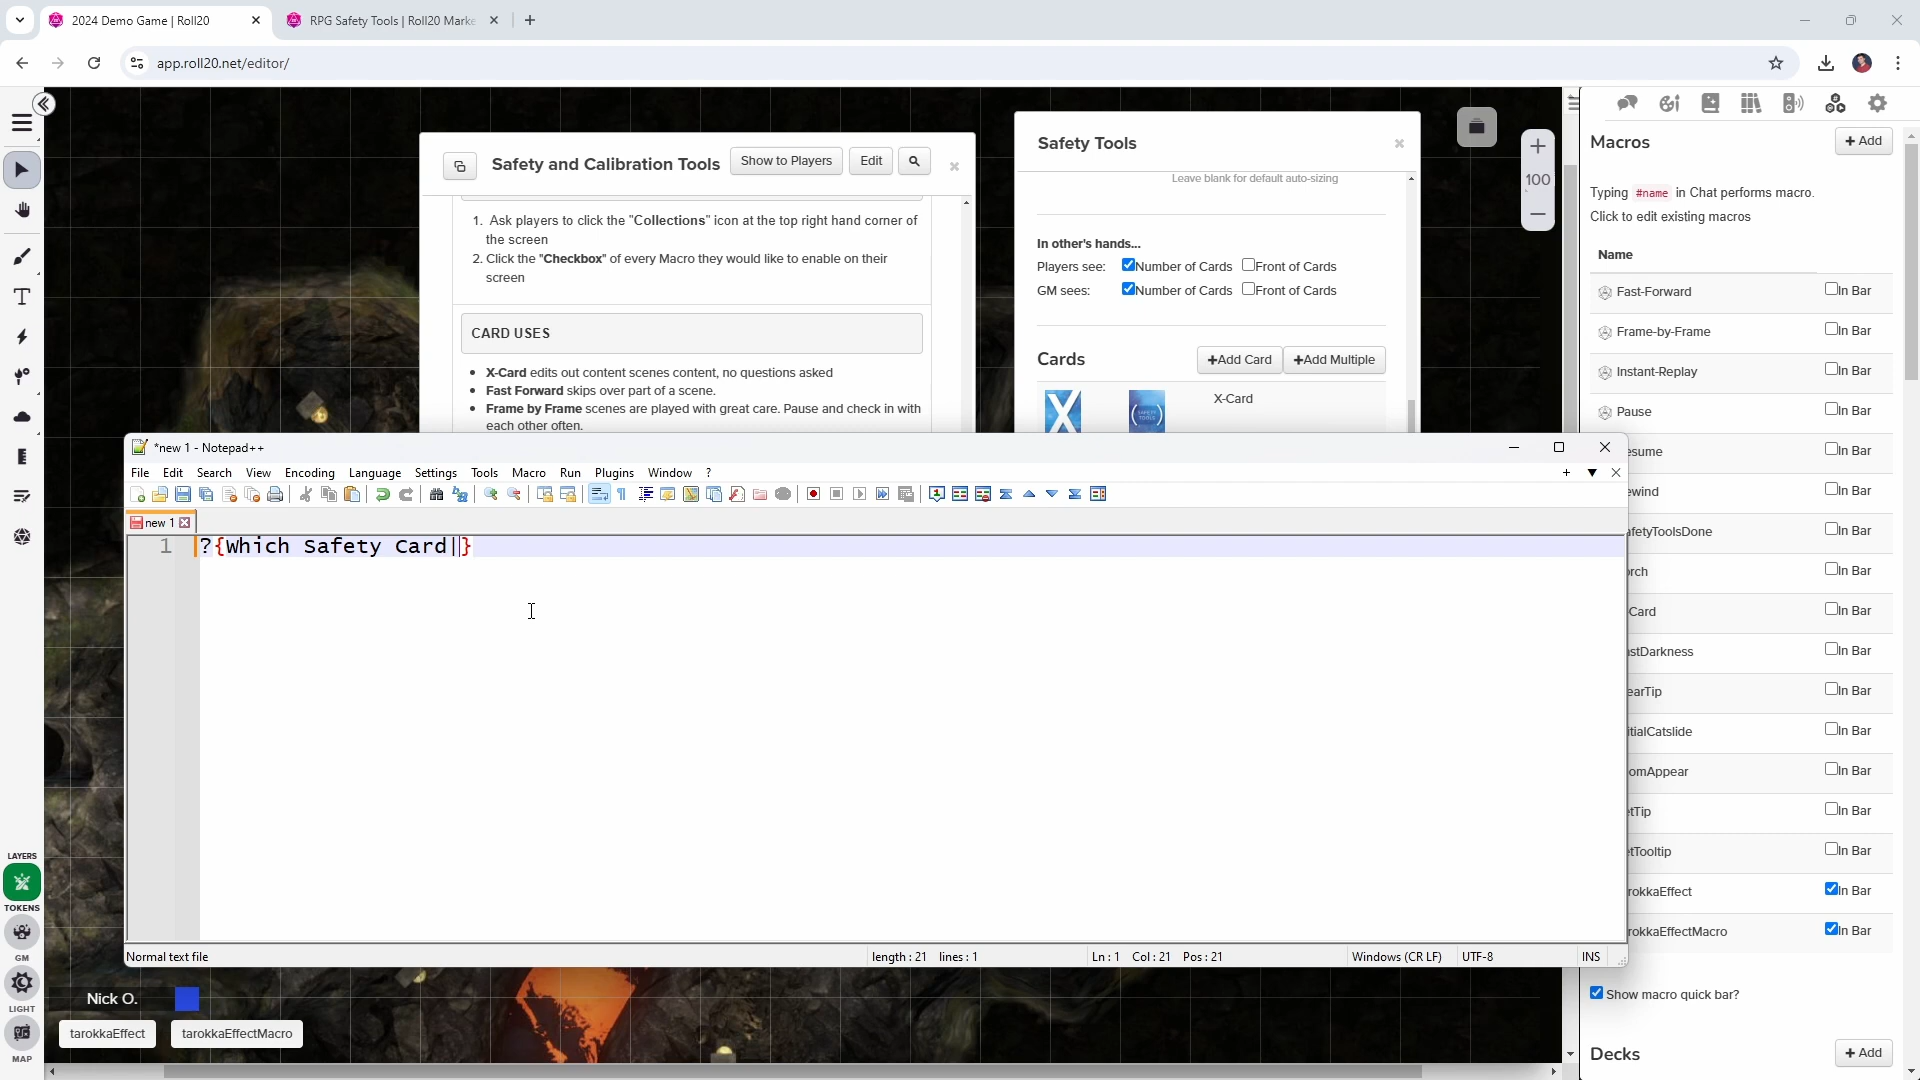 2024 Demo Game | Roll20
RPG Safety Tools | Roll20 Marke
app.roll20.net/editor/
Safety and Calibration Tools
Show to Players
Edit
1. Ask players to click the "Collections" icon at the top right hand corner of
the screen
2. Click the "Checkbox" of every Macro they would like to enable on their
screen
CARD USES
X-Card edits out content scenes content, no questions asked
Fast Forward skips over part of a scene.
Frame by Frame scenes are played with great care. Pause and check in with
each other often.
Safety Tools
Leave blank for default auto-sizing
In other's hands...
Players see: Number of Cards Front of Cards
GM sees: Number of Cards Front of Cards
Cards
+Add Card
+Add Multiple
X
SAFETY
TOOLS
X-Card
100
Macros
+ Add
Typing #name in Chat performs macro.
Click to edit existing macros
Name
Fast-Forward In Bar
Frame-by-Frame In Bar
Instant-Replay In Bar
Pause In Bar
esume In Bar
ewind In Bar
afetyToolsDone In Bar
orch In Bar
Card In Bar
astDarkness In Bar
earTip In Bar
itialCatslide In Bar
omAppear In Bar
etTip In Bar
etTooltip In Bar
rokkaEffect In Bar
rokkaEffectMacro In Bar
Show macro quick bar?
Decks
+ Add
*new 1 - Notepad++
File Edit Search View Encoding Language Settings Tools Macro Run Plugins Window ?
new 1
1 ?{Which Safety Card|}
Normal text file
length : 21 lines : 1
Ln : 1 Col : 21 Pos : 21
Windows (CR LF)
UTF-8
INS
LAYERS
TOKENS
GM
LIGHT
MAP
Nick O.
tarokkaEffect
tarokkaEffectMacro